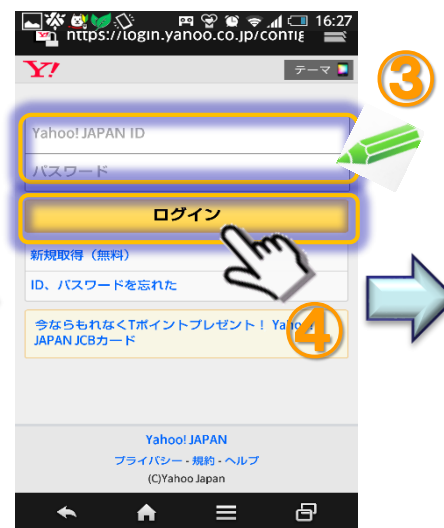 16:27
https://login.yahoo.co.jp/config
Y!
テーマ
③
Yahoo! JAPAN ID
パスワード
ログイン
新規取得（無料）
ID、パスワードを忘れた
今ならもれなくTポイントプレゼント！ Yahoo!
JAPAN JCBカード
④
Yahoo! JAPAN
プライバシー - 規約 - ヘルプ
(C)Yahoo Japan